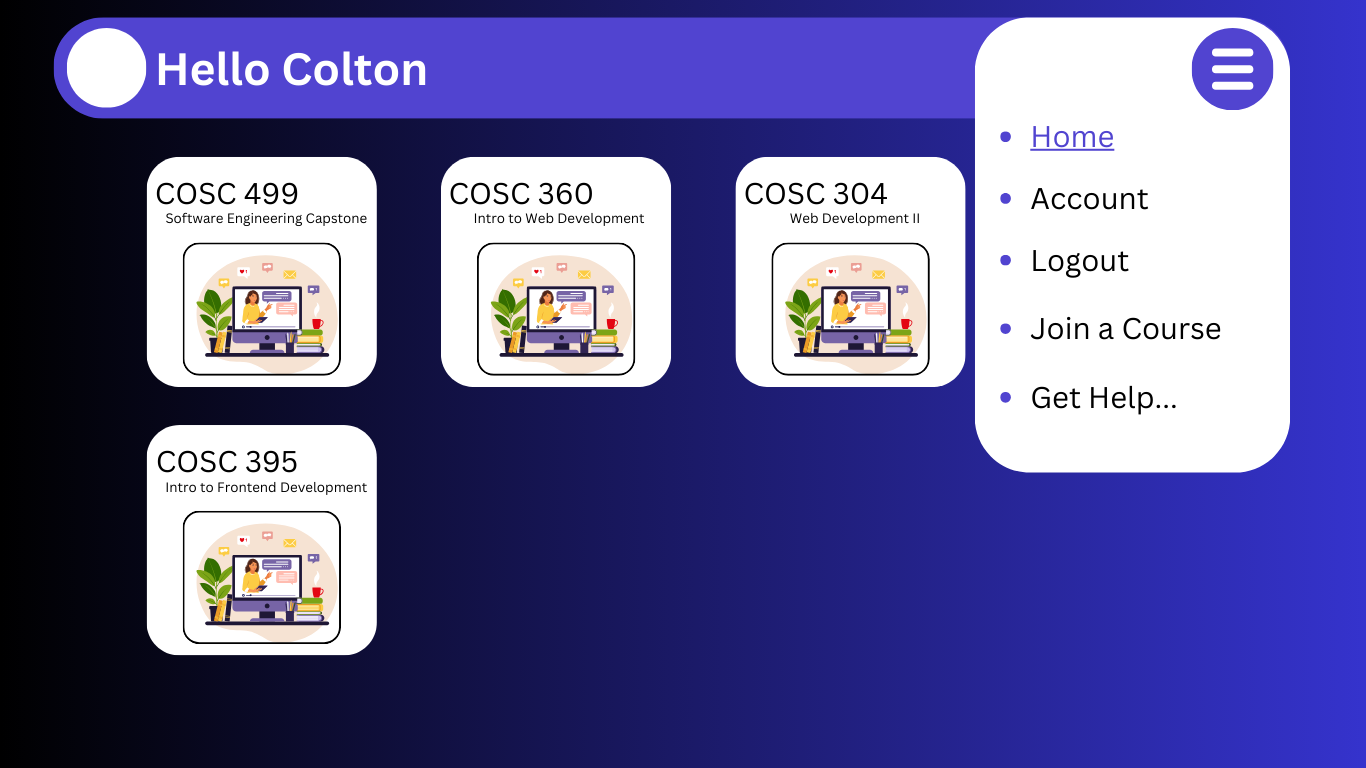 Hello Colton
Home
Account
Logout
Join a Course
Get Help...
COSC 499
Software Engineering Capstone
COSC 360
Intro to Web Development
COSC 304
Web Development II
COSC 395
Intro to Frontend Development